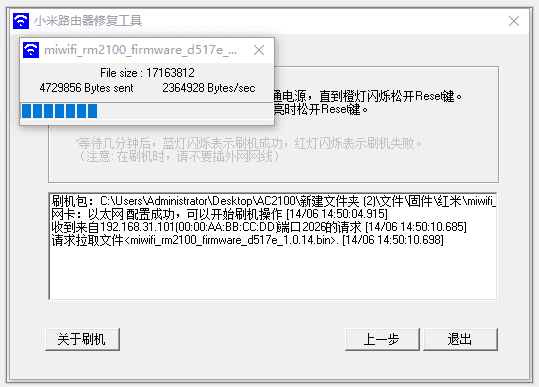 小米路由器修复工具
miwifi_rm2100_firmware_d517e_...
File size : 17163812
4729856 Bytes sent 2364928 Bytes/sec
通电源，直到橙灯闪烁松开Reset键。
亮时松开Reset键。
*等待几分钟后，蓝灯闪烁表示刷机成功，红灯闪烁表示刷机失败。
（注意: 在刷机时，请不要插外网网线）
刷机包：C:\Users\Administrator\Desktop\AC2100\新建文件夹 (2)\文件\固件\红米\miwifi_
网卡：以太网 配置成功，可以开始刷机操作 [14/06 14:50:04.915]
收到来自192.168.31.101(00:00:AA:BB:CC:DD)端口2026的请求 [14/06 14:50:10.685]
请求拉取文件<miwifi_rm2100_firmware_d517e_1.0.14.bin>. [14/06 14:50:10.698]
关于刷机 上一步 退出